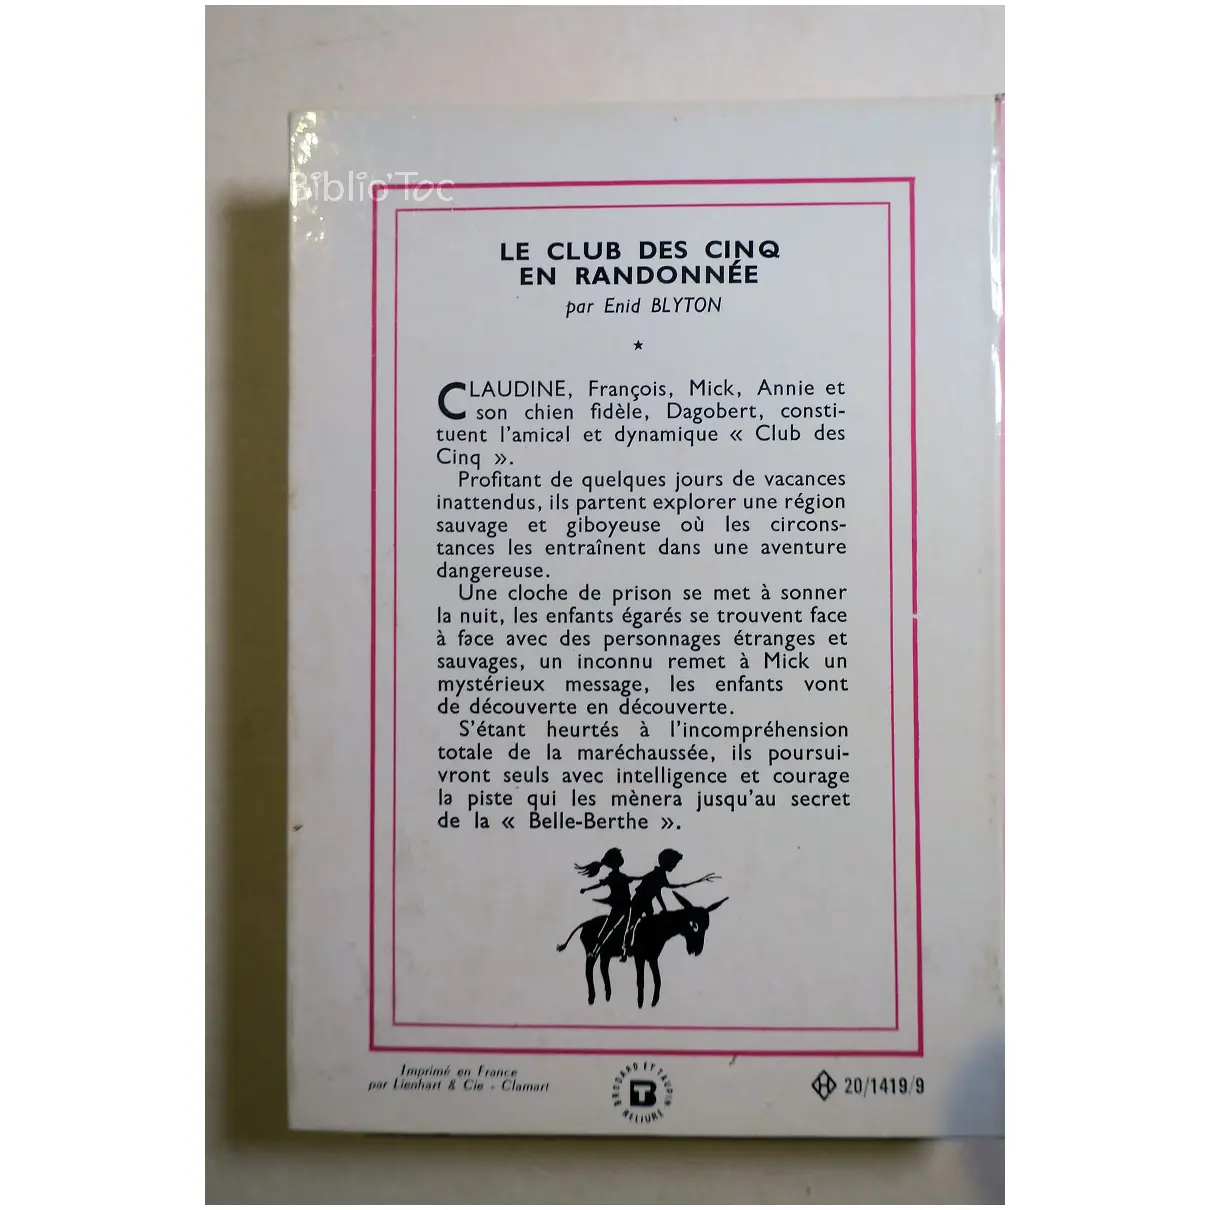 Biblio'Toc
LE CLUB DES CINQ
EN RANDONNÉE
par Enid BLYTON
★
CLAUDINE, François, Mick, Annie et
son chien fidèle, Dagobert, consti-
tuent l'amical et dynamique « Club des
Cinq ».
Profitant de quelques jours de vacances
inattendus, ils partent explorer une région
sauvage et giboyeuse où les circons-
tances les entraînent dans une aventure
dangereuse.
Une cloche de prison se met à sonner
la nuit, les enfants égarés se trouvent face
à face avec des personnages étranges et
sauvages, un inconnu remet à Mick un
mystérieux message, les enfants vont
de découverte en découverte.
S'étant heurtés à l'incompréhension
totale de la maréchaussée, ils poursui-
vront seuls avec intelligence et courage
la piste qui les mènera jusqu'au secret
de la « Belle-Berthe ».
Imprimé en France
par Lienhart & Cie - Clamart
BRODARD ET TAUPIN
BT
RELIURE
H 20/1419/9